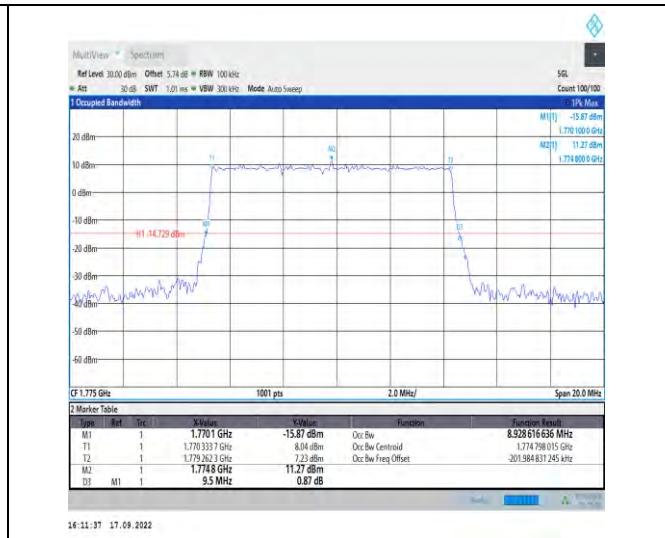 MultiView Spectrum
Ref Level 30.00 dBm Offset 5.74 dB RBW 100 kHz SGL
Att 30 dB SWT 1.01 ms VBW 300 kHz Mode Auto Sweep Count 100/100
1 Occupied Bandwidth 1Pk Max
M1[1] -15.87 dBm
1.770 100 0 GHz
M2[1] 11.27 dBm
1.774 800 0 GHz
20 dBm
M2
T1 T2
10 dBm
0 dBm
-10 dBm
M1 D3
H1 -14.729 dBm
-20 dBm
-30 dBm
-40 dBm
-50 dBm
-60 dBm
CF 1.775 GHz 1001 pts 2.0 MHz/ Span 20.0 MHz
2 Marker Table
Type Ref Trc X-Value Y-Value Function Function Result
M1 1 1.7701 GHz -15.87 dBm Occ Bw 8.928 616 636 MHz
T1 1 1.770 333 7 GHz 8.04 dBm Occ Bw Centroid 1.774 798 015 GHz
T2 1 1.779 262 3 GHz 7.23 dBm Occ Bw Freq Offset -201.984 831 245 kHz
M2 1 1.774 8 GHz 11.27 dBm
D3 M1 1 9.5 MHz 0.87 dB
16:11:37 17.09.2022